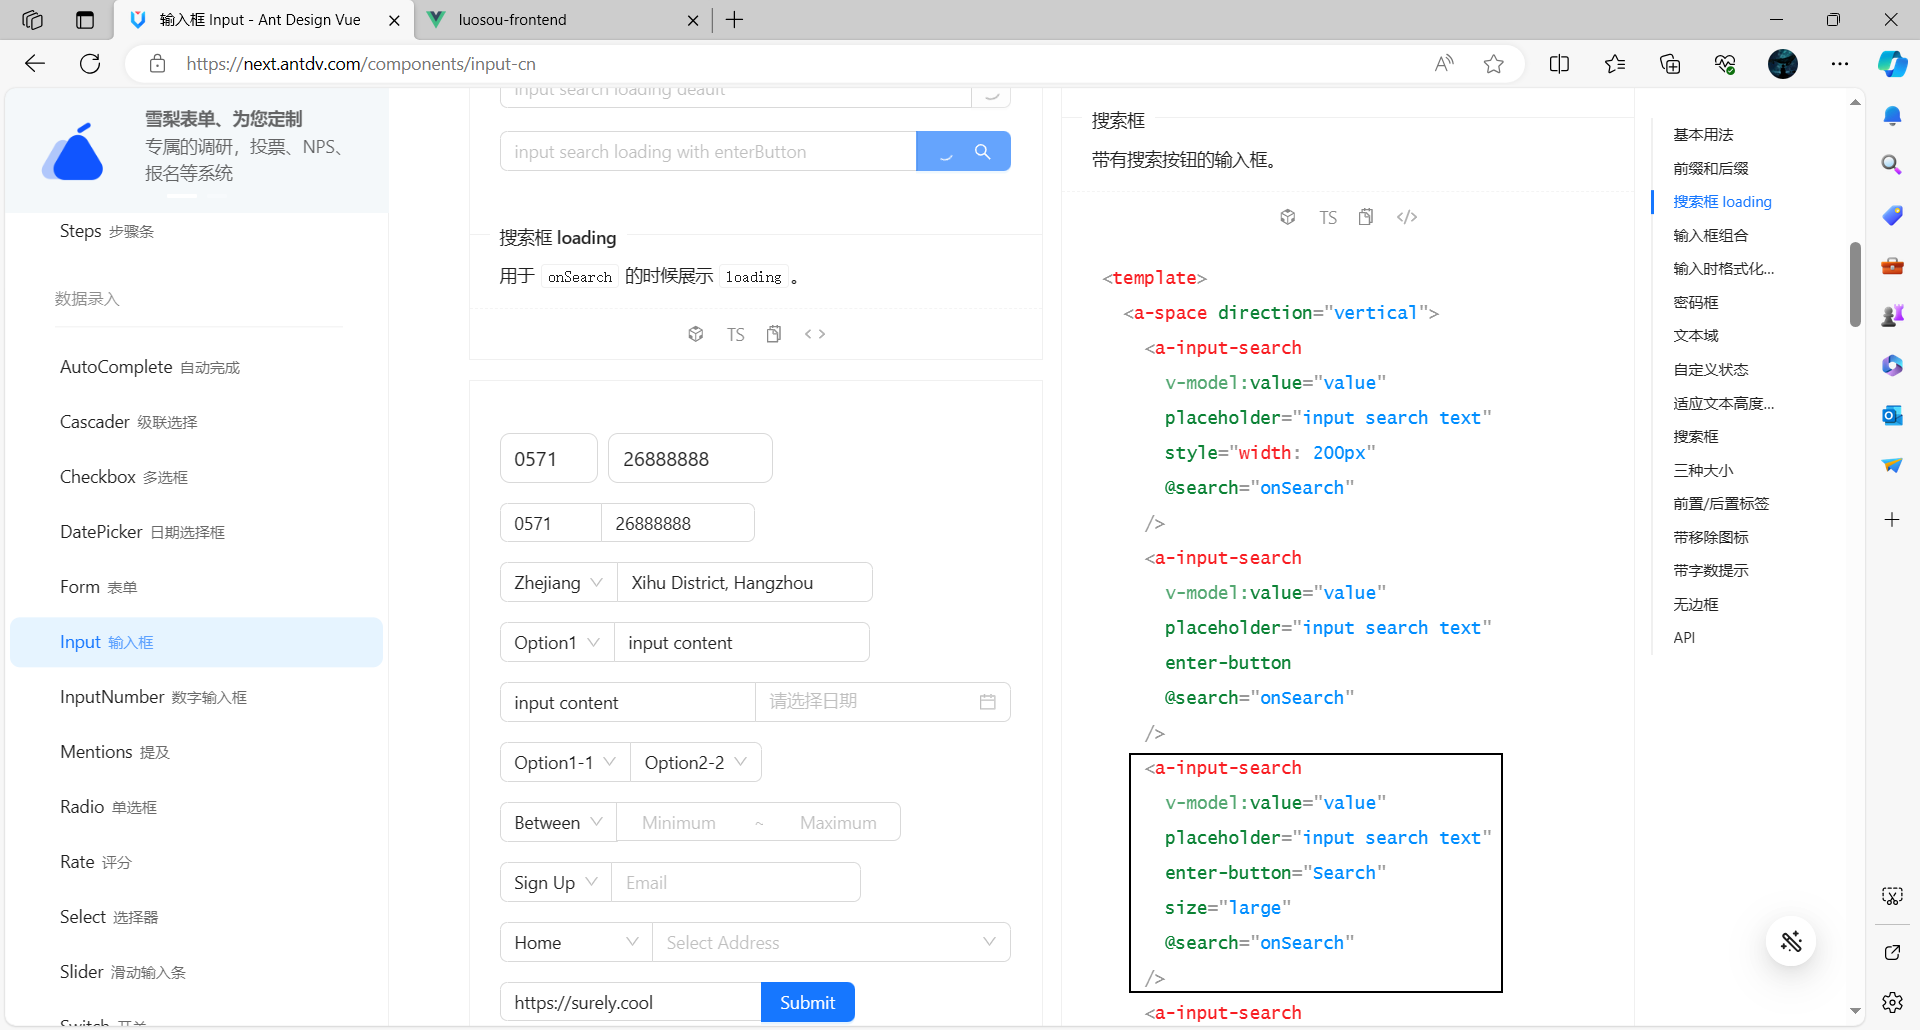 输入框 Input - Ant Design Vue
luosou-frontend
https://next.antdv.com/components/input-cn
雪梨表单、为您定制
专属的调研，投票、NPS、
报名等系统
Steps 步骤条
数据录入
AutoComplete 自动完成
Cascader 级联选择
Checkbox 多选框
DatePicker 日期选择框
Form 表单
Input 输入框
InputNumber 数字输入框
Mentions 提及
Radio 单选框
Rate 评分
Select 选择器
Slider 滑动输入条
Switch 开关
input search loading deault
input search loading with enterButton
搜索框 loading
用于 onSearch 的时候展示 loading 。
TS
0571 26888888
0571 26888888
Zhejiang Xihu District, Hangzhou
Option1 input content
input content 请选择日期
Option1-1 Option2-2
Between Minimum ~ Maximum
Sign Up Email
Home Select Address
https://surely.cool Submit
搜索框
带有搜索按钮的输入框。
TS </>
<template>
<a-space direction="vertical">
<a-input-search
v-model:value="value"
placeholder="input search text"
style="width: 200px"
@search="onSearch"
/>
<a-input-search
v-model:value="value"
placeholder="input search text"
enter-button
@search="onSearch"
/>
<a-input-search
v-model:value="value"
placeholder="input search text"
enter-button="Search"
size="large"
@search="onSearch"
/>
<a-input-search
基本用法
前缀和后缀
搜索框 loading
输入框组合
输入时格式化...
密码框
文本域
自定义状态
适应文本高度...
搜索框
三种大小
前置/后置标签
带移除图标
带字数提示
无边框
API